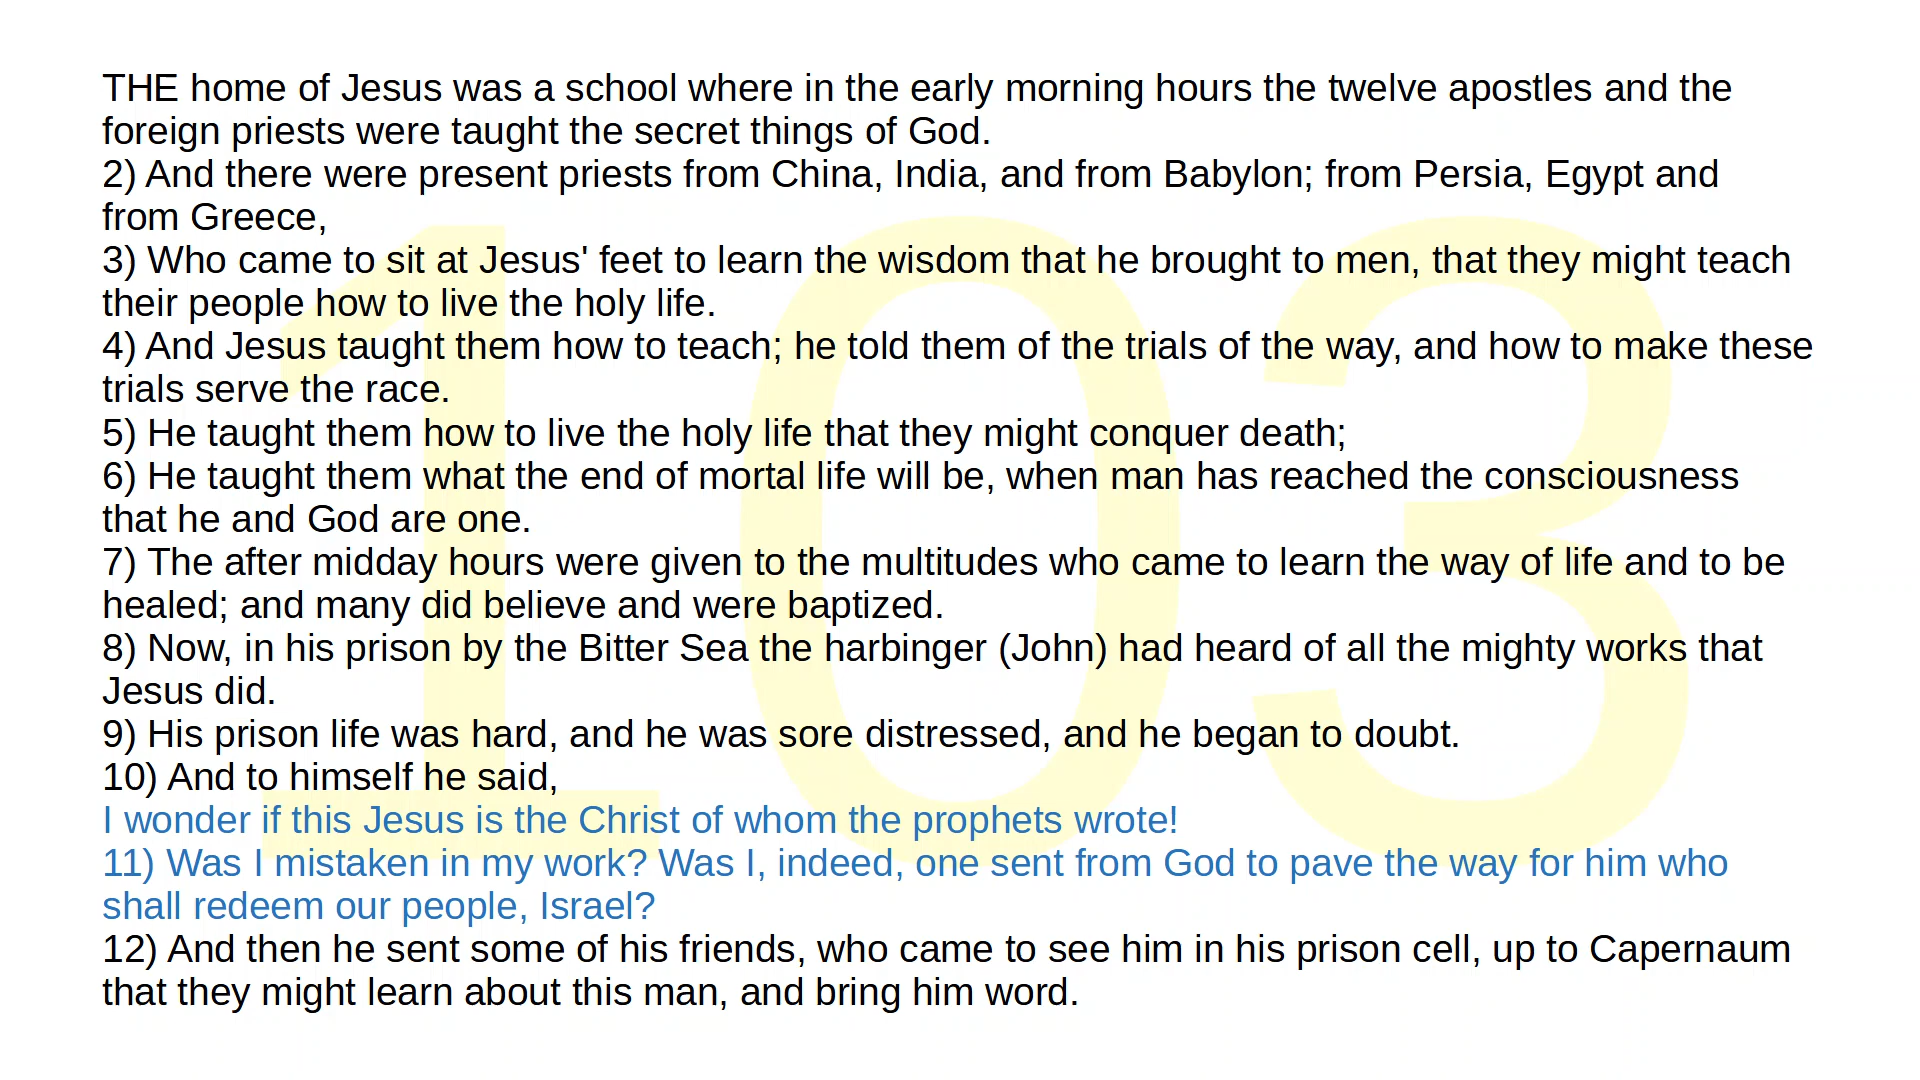 THE home of Jesus was a school where in the early morning hours the twelve apostles and the
foreign priests were taught the secret things of God.
2) And there were present priests from China, India, and from Babylon; from Persia, Egypt and
from Greece,
3) Who came to sit at Jesus' feet to learn the wisdom that he brought to men, that they might teach
their people how to live the holy life.
4) And Jesus taught them how to teach; he told them of the trials of the way, and how to make these
trials serve the race.
5) He taught them how to live the holy life that they might conquer death;
6) He taught them what the end of mortal life will be, when man has reached the consciousness
that he and God are one.
7) The after midday hours were given to the multitudes who came to learn the way of life and to be
healed; and many did believe and were baptized.
8) Now, in his prison by the Bitter Sea the harbinger (John) had heard of all the mighty works that
Jesus did.
9) His prison life was hard, and he was sore distressed, and he began to doubt.
10) And to himself he said,
I wonder if this Jesus is the Christ of whom the prophets wrote!
11) Was I mistaken in my work? Was I, indeed, one sent from God to pave the way for him who
shall redeem our people, Israel?
12) And then he sent some of his friends, who came to see him in his prison cell, up to Capernaum
that they might learn about this man, and bring him word.
103